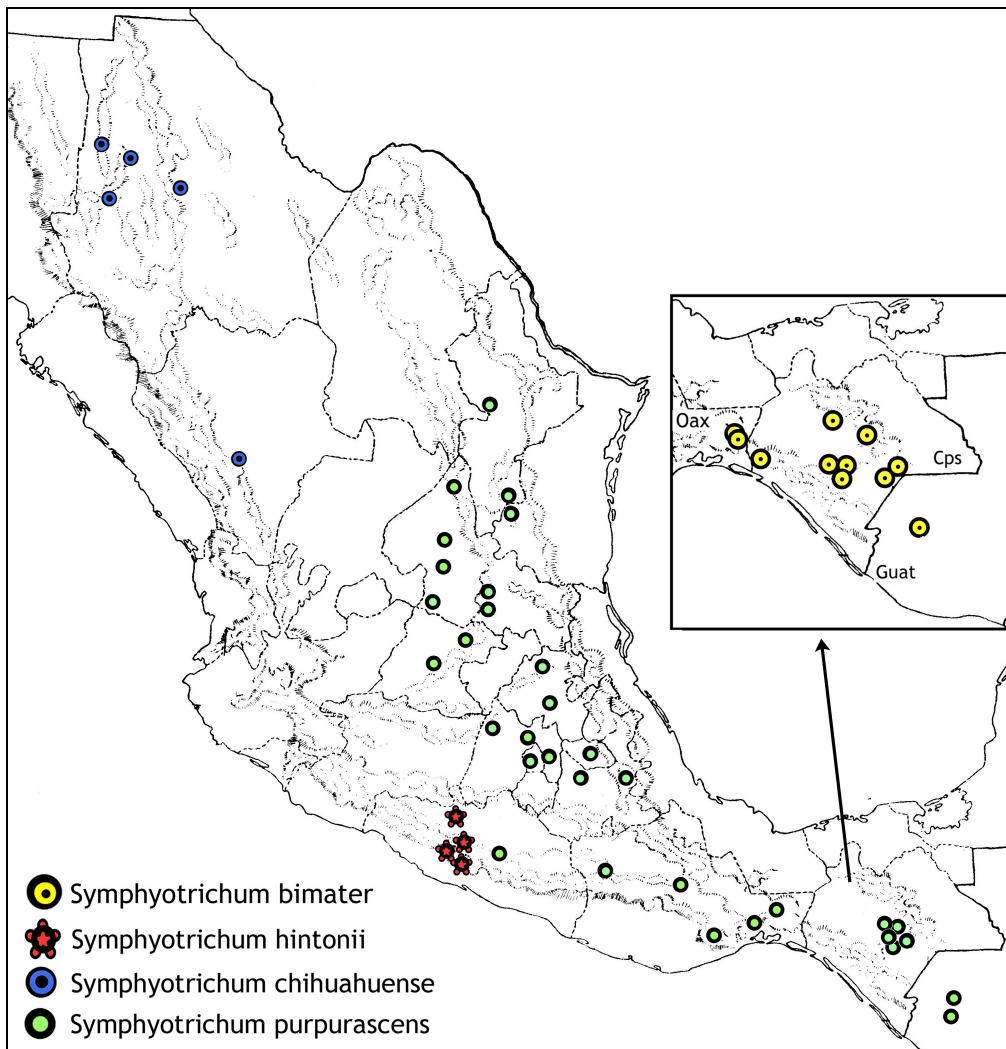 Oax
Cps
Guat
Symphyotrichum bimater
Symphyotrichum hintonii
Symphyotrichum chihuahuense
Symphyotrichum purpurascens